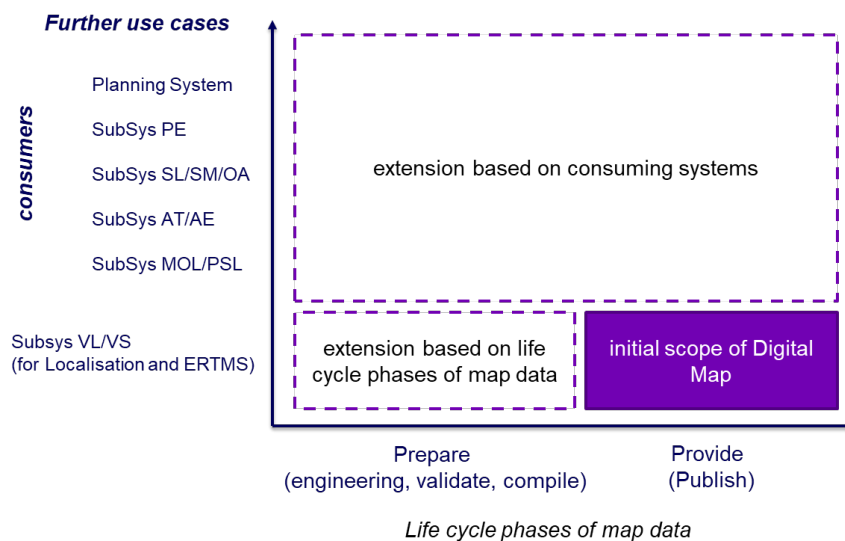 Further use cases
consumers
Planning System
SubSys PE
SubSys SL/SM/OA
SubSys AT/AE
SubSys MOL/PSL
Subsys VL/VS
(for Localisation and ERTMS)
extension based on consuming systems
extension based on life
cycle phases of map data
initial scope of Digital
Map
Prepare
(engineering, validate, compile)
Provide
(Publish)
Life cycle phases of map data